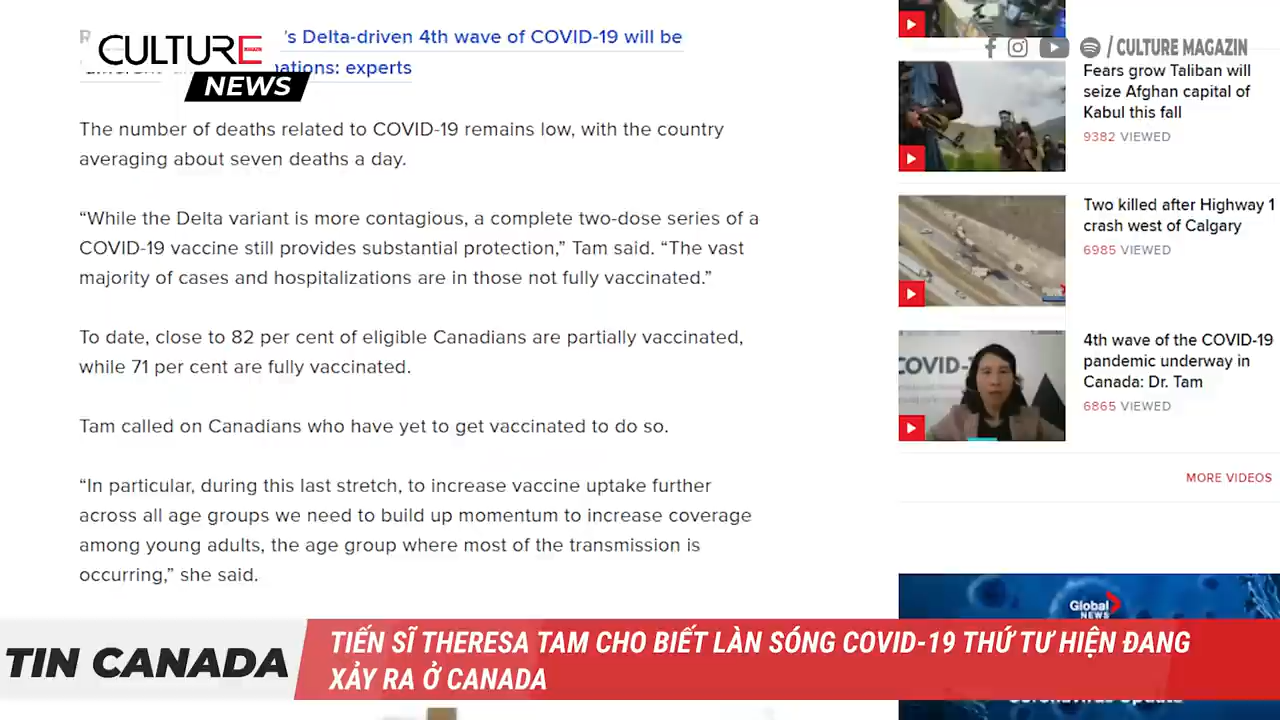 's Delta-driven 4th wave of COVID-19 will be
nations: experts
CULTURE
NEWS
/ CULTURE MAGAZIN
The number of deaths related to COVID-19 remains low, with the country
averaging about seven deaths a day.
“While the Delta variant is more contagious, a complete two-dose series of a
COVID-19 vaccine still provides substantial protection,” Tam said. “The vast
majority of cases and hospitalizations are in those not fully vaccinated.”
To date, close to 82 per cent of eligible Canadians are partially vaccinated,
while 71 per cent are fully vaccinated.
Tam called on Canadians who have yet to get vaccinated to do so.
“In particular, during this last stretch, to increase vaccine uptake further
across all age groups we need to build up momentum to increase coverage
among young adults, the age group where most of the transmission is
occurring,” she said.
Fears grow Taliban will
seize Afghan capital of
Kabul this fall
9382 VIEWED
Two killed after Highway 1
crash west of Calgary
6985 VIEWED
COVID-
4th wave of the COVID-19
pandemic underway in
Canada: Dr. Tam
6865 VIEWED
MORE VIDEOS
Global
NEWS
TIN CANADA
TIẾN SĨ THERESA TAM CHO BIẾT LÀN SÓNG COVID-19 THỨ TƯ HIỆN ĐANG
XẢY RA Ở CANADA